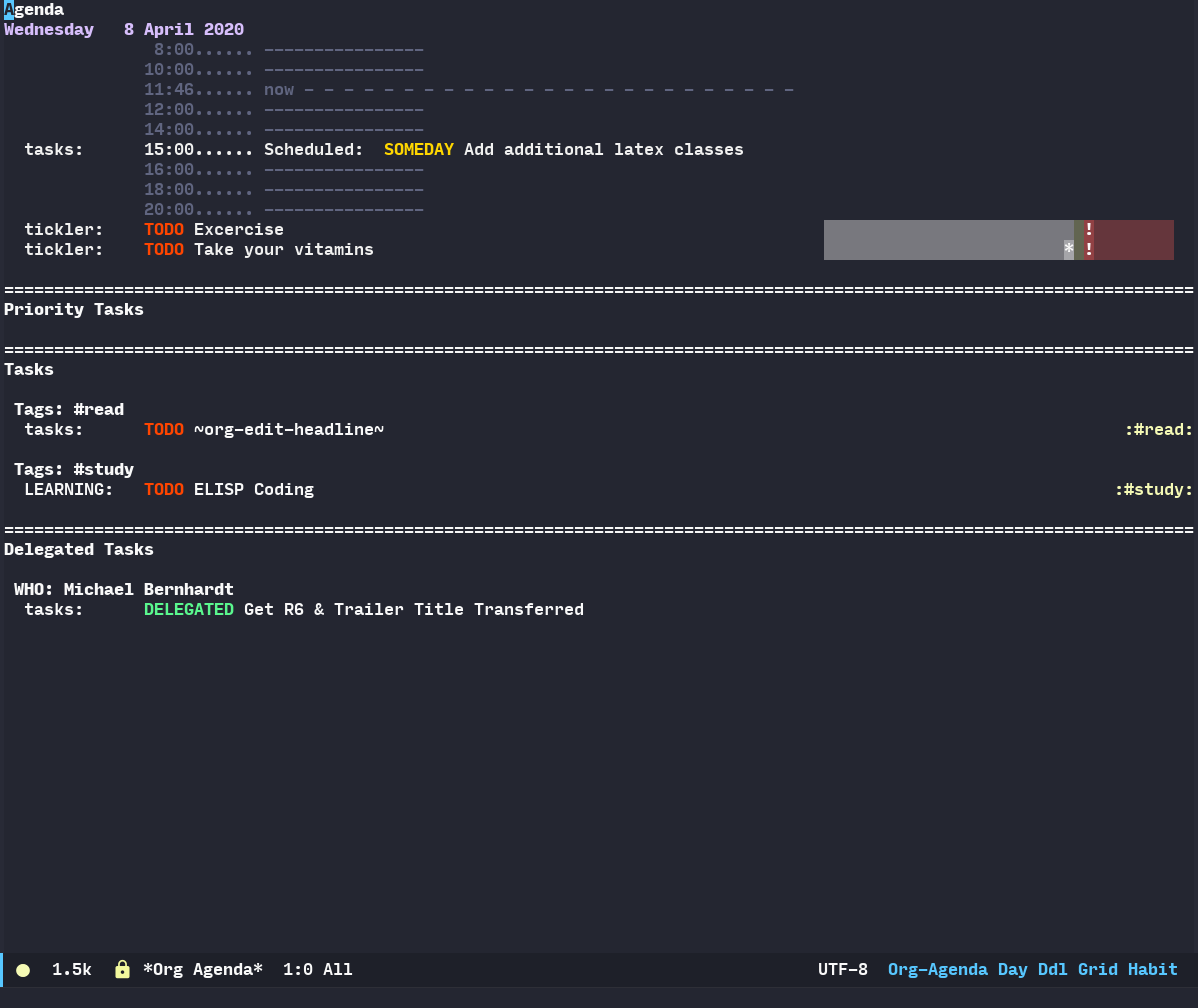 Agenda
Wednesday   8 April 2020
               8:00...... ----------------
              10:00...... ----------------
              11:46...... now - - - - - - - - - - - - - - - - - - - - - - - - -
              12:00...... ----------------
              14:00...... ----------------
  tasks:      15:00...... Scheduled:  SOMEDAY Add additional latex classes
              16:00...... ----------------
              18:00...... ----------------
              20:00...... ----------------
  tickler:    TODO Excercise                                                      !
  tickler:    TODO Take your vitamins                                           * !
=======================================================================================================================
Priority Tasks
=======================================================================================================================
Tasks
 Tags: #read
  tasks:      TODO ~org-edit-headline~                                                                          :#read:
 Tags: #study
  LEARNING:   TODO ELISP Coding                                                                                :#study:
=======================================================================================================================
Delegated Tasks
 WHO: Michael Bernhardt
  tasks:      DELEGATED Get R6 & Trailer Title Transferred
1.5k *Org Agenda*  1:0 All UTF-8  Org-Agenda Day Ddl Grid Habit